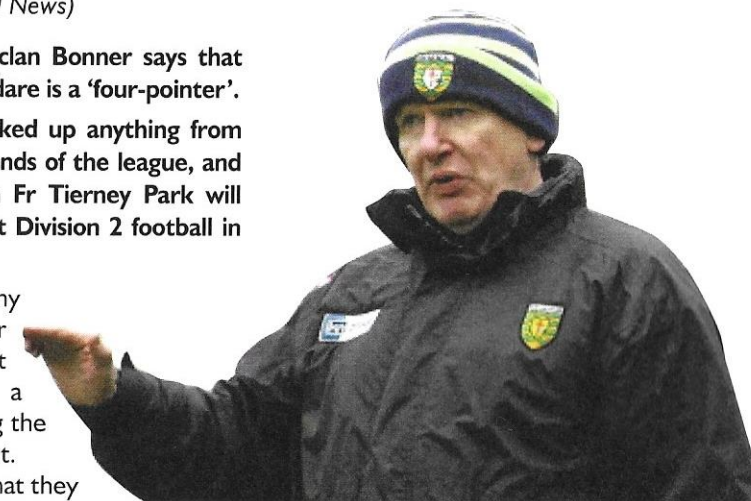 l News)
clan Bonner says that
dare is a ‘four-pointer’.
ked up anything from
nds of the league, and
Fr Tierney Park will
t Division 2 football in
ny
r
t
a
g the
t.
hat they